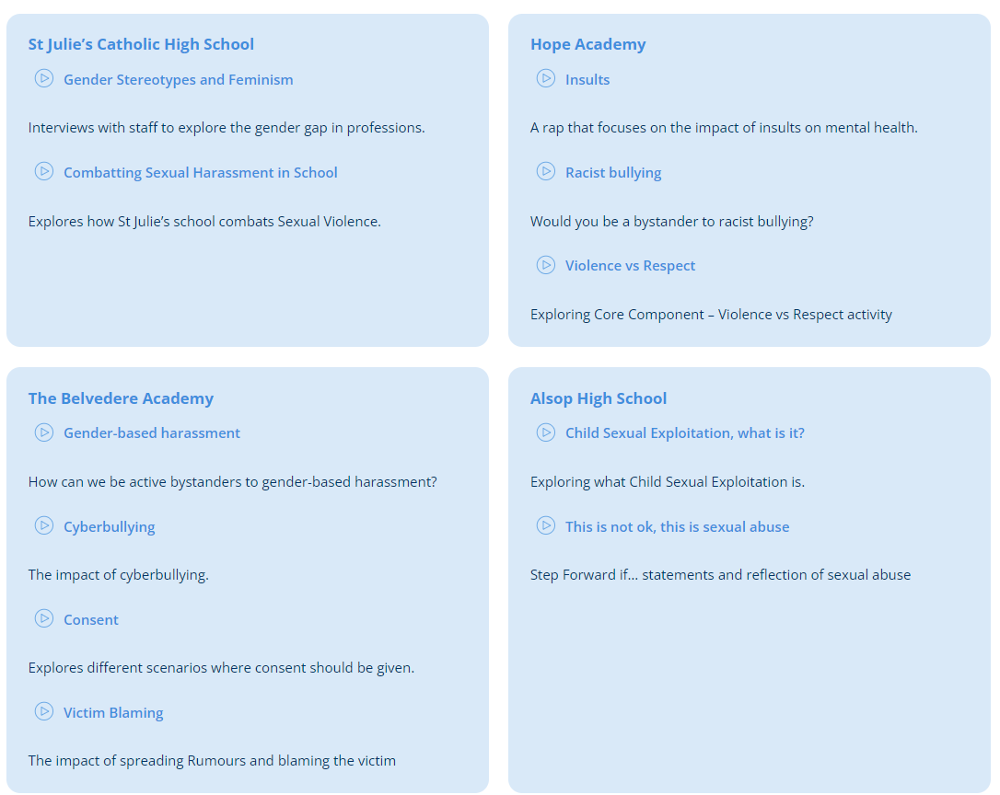 St Julie’s Catholic High School
Gender Stereotypes and Feminism
Interviews with staff to explore the gender gap in professions.
Combatting Sexual Harassment in School
Explores how St Julie’s school combats Sexual Violence.
Hope Academy
Insults
A rap that focuses on the impact of insults on mental health.
Racist bullying
Would you be a bystander to racist bullying?
Violence vs Respect
Exploring Core Component – Violence vs Respect activity
The Belvedere Academy
Gender-based harassment
How can we be active bystanders to gender-based harassment?
Cyberbullying
The impact of cyberbullying.
Consent
Explores different scenarios where consent should be given.
Victim Blaming
The impact of spreading Rumours and blaming the victim
Alsop High School
Child Sexual Exploitation, what is it?
Exploring what Child Sexual Exploitation is.
This is not ok, this is sexual abuse
Step Forward if… statements and reflection of sexual abuse